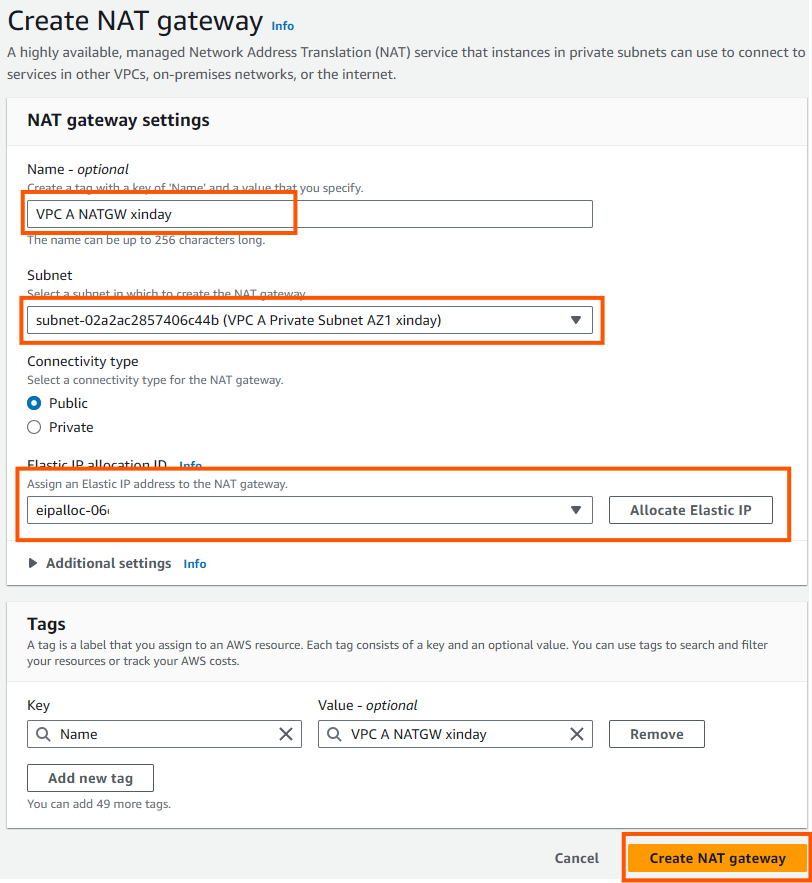 Create NAT gateway Info
A highly available, managed Network Address Translation (NAT) service that instances in private subnets can use to connect to
services in other VPCs, on-premises networks, or the internet.
NAT gateway settings
Name - optional
Create a tag with a key of 'Name' and a value that you specify.
VPC A NATGW xinday
The name can be up to 256 characters long.
Subnet
Select a subnet in which to create the NAT gateway.
subnet-02a2ac2857406c44b (VPC A Private Subnet AZ1 xinday)
Connectivity type
Select a connectivity type for the NAT gateway.
Public
Private
Elastic IP allocation ID Info
Assign an Elastic IP address to the NAT gateway.
eipalloc-06
Allocate Elastic IP
Additional settings Info
Tags
A tag is a label that you assign to an AWS resource. Each tag consists of a key and an optional value. You can use tags to search and filter
your resources or track your AWS costs.
Key Value - optional
Name VPC A NATGW xinday Remove
Add new tag
You can add 49 more tags.
Cancel Create NAT gateway